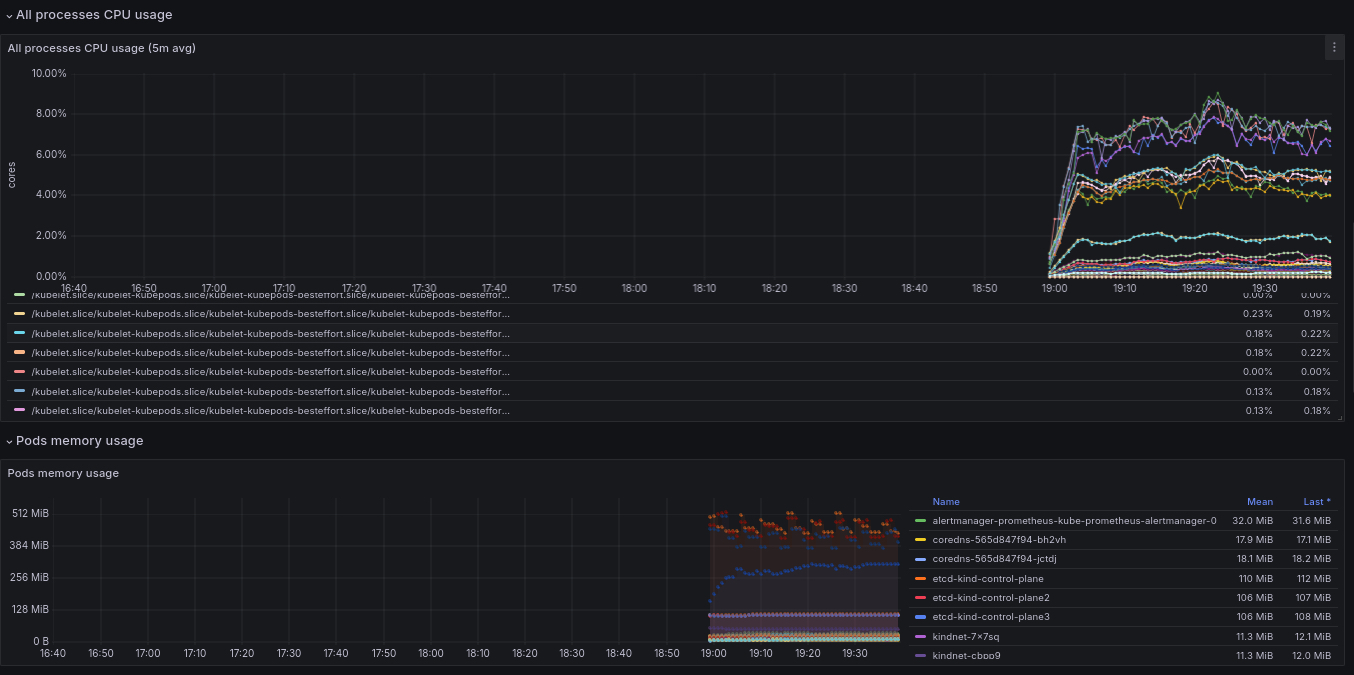 All processes CPU usage
All processes CPU usage (5m avg)
10.00%
8.00%
6.00%
4.00%
2.00%
0.00%
cores
16:40 16:50 17:00 17:10 17:20 17:30 17:40 17:50 18:00 18:10 18:20 18:30 18:40 18:50 19:00 19:10 19:20 19:30
/kubelet.slice/kubelet-kubepods.slice/kubelet-kubepods-besteffort.slice/kubelet-kubepods-besteffor... 0.00% 0.00%
/kubelet.slice/kubelet-kubepods.slice/kubelet-kubepods-besteffort.slice/kubelet-kubepods-besteffor... 0.23% 0.19%
/kubelet.slice/kubelet-kubepods.slice/kubelet-kubepods-besteffort.slice/kubelet-kubepods-besteffor... 0.18% 0.22%
/kubelet.slice/kubelet-kubepods.slice/kubelet-kubepods-besteffort.slice/kubelet-kubepods-besteffor... 0.18% 0.22%
/kubelet.slice/kubelet-kubepods.slice/kubelet-kubepods-besteffort.slice/kubelet-kubepods-besteffor... 0.00% 0.00%
/kubelet.slice/kubelet-kubepods.slice/kubelet-kubepods-besteffort.slice/kubelet-kubepods-besteffor... 0.13% 0.18%
/kubelet.slice/kubelet-kubepods.slice/kubelet-kubepods-besteffort.slice/kubelet-kubepods-besteffor... 0.13% 0.18%
Pods memory usage
Pods memory usage
512 MiB
384 MiB
256 MiB
128 MiB
0 B
16:40 16:50 17:00 17:10 17:20 17:30 17:40 17:50 18:00 18:10 18:20 18:30 18:40 18:50 19:00 19:10 19:20 19:30
Name Mean Last *
alertmanager-prometheus-kube-prometheus-alertmanager-0 32.0 MiB 31.6 MiB
coredns-565d847f94-bh2vh 17.9 MiB 17.1 MiB
coredns-565d847f94-jctdj 18.1 MiB 18.2 MiB
etcd-kind-control-plane 110 MiB 112 MiB
etcd-kind-control-plane2 106 MiB 107 MiB
etcd-kind-control-plane3 106 MiB 108 MiB
kindnet-7x7sq 11.3 MiB 12.1 MiB
kindnet-cbpp9 11.3 MiB 12.0 MiB